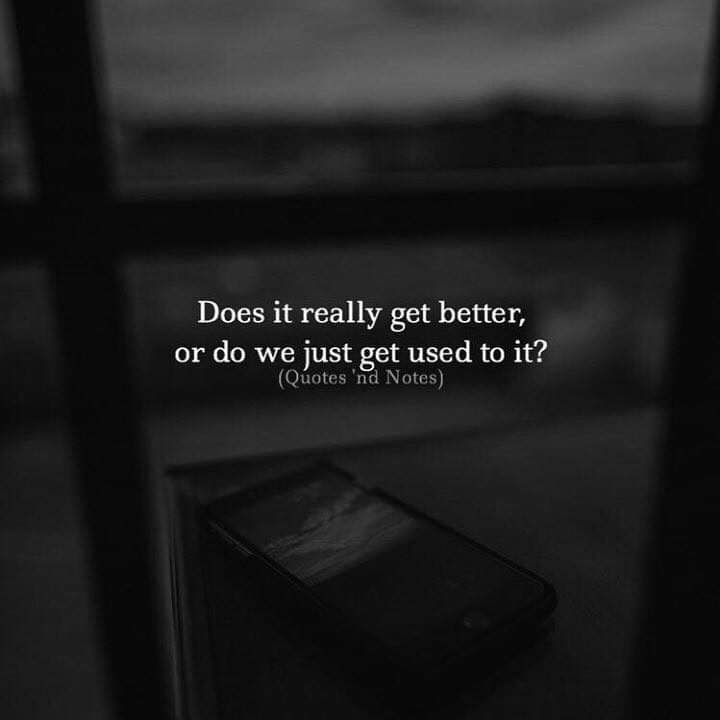 Does it really get better,
or do we just get used to it?
(Quotes 'nd Notes)